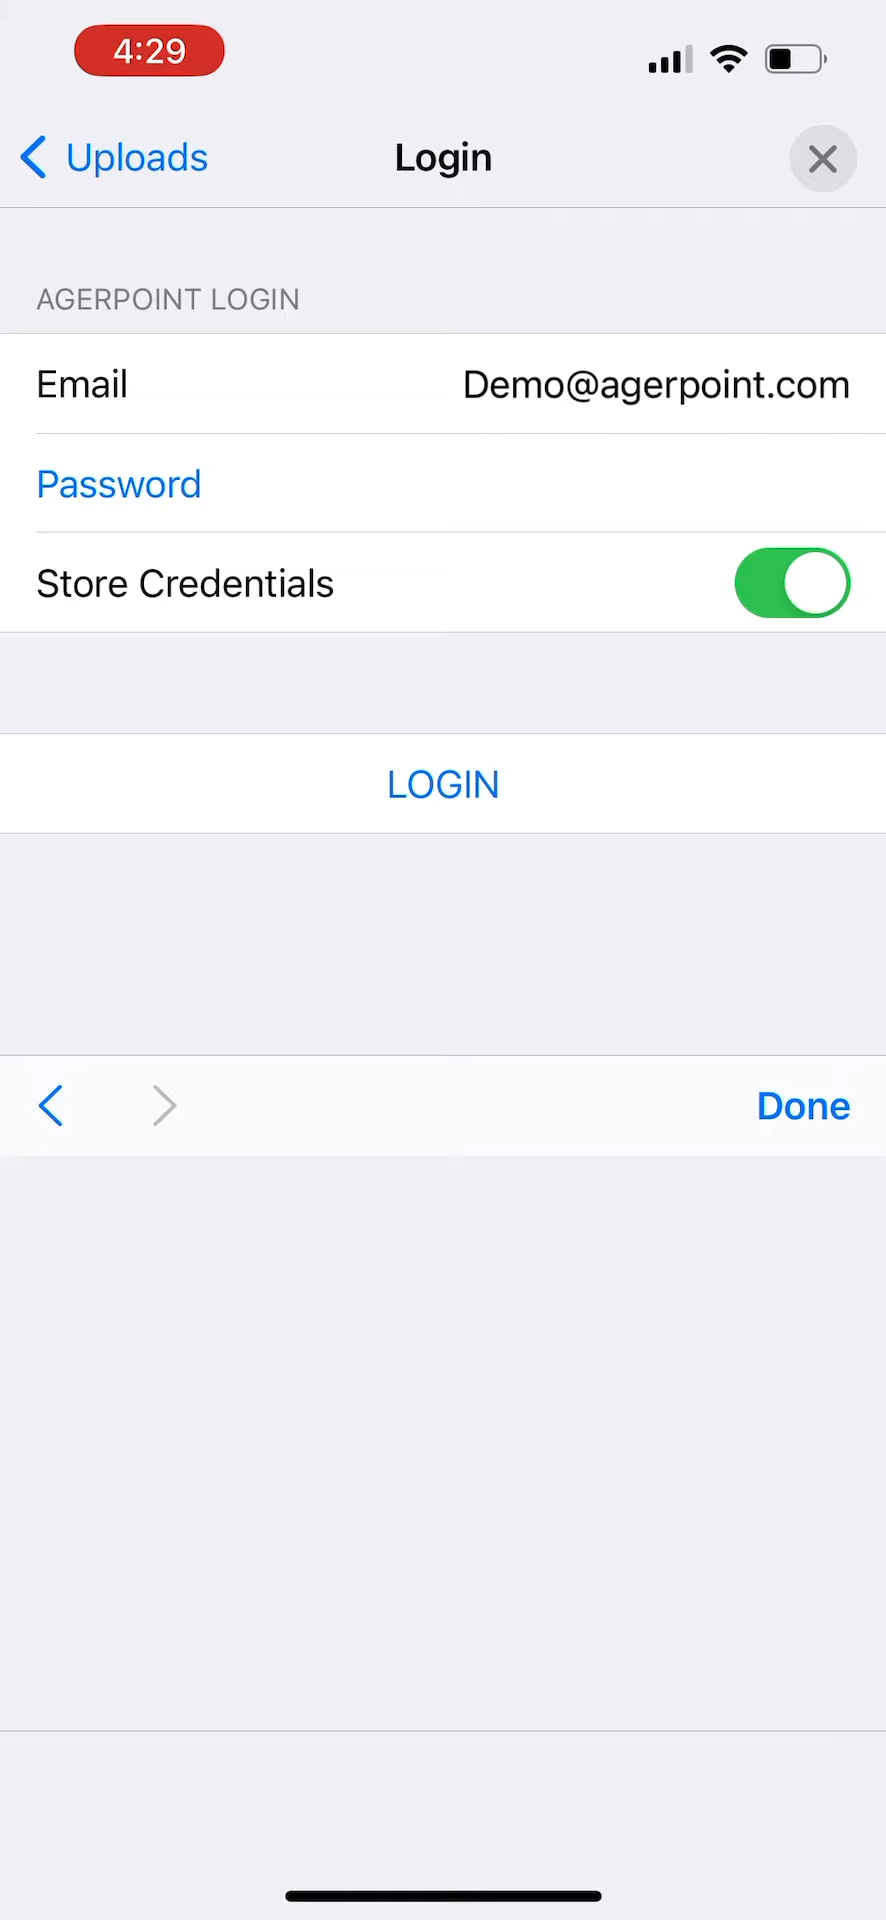 4:29
Uploads
Login
AGERPOINT LOGIN
Email Demo@agerpoint.com
Password
Store Credentials
LOGIN
Done